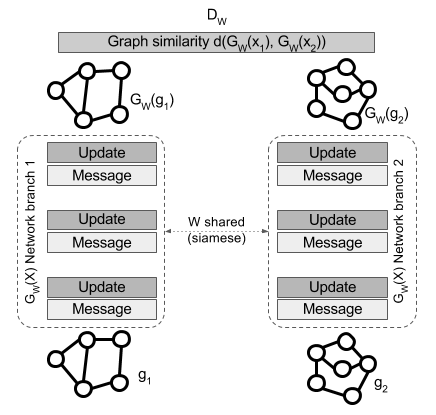 D_W
Graph similarity d(G_W(x_1), G_W(x_2))
G_W(g_1)
G_W(g_2)
G_W(X) Network branch 1
Update
Message
Update
Message
Update
Message
W shared
(siamese)
Update
Message
Update
Message
Update
Message
G_W(X) Network branch 2
g_1
g_2